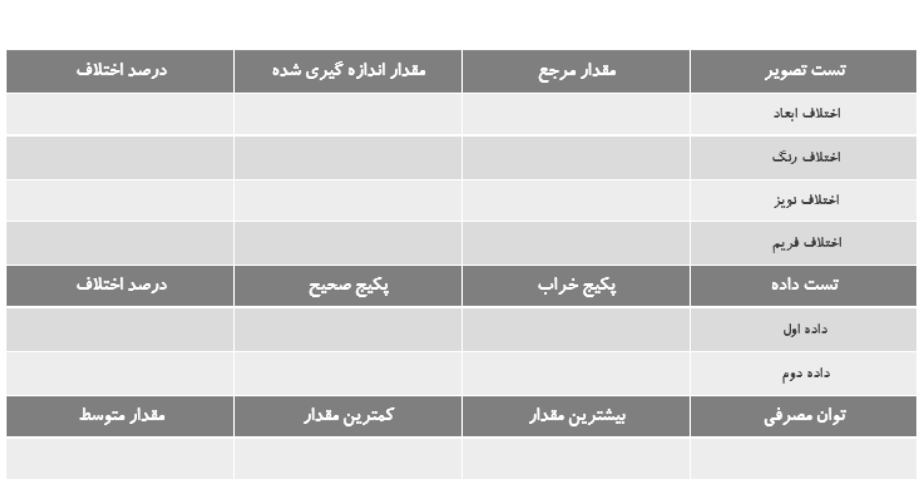 تست تصویر مقدار مرجع مقدار اندازه گیری شده درصد اختلاف
اختلاف ابعاد
اختلاف رنگ
اختلاف نویز
اختلاف فریم
تست داده پکیج خراب پکیج صحیح درصد اختلاف
داده اول
داده دوم
توان مصرفی بیشترین مقدار کمترین مقدار مقدار متوسط